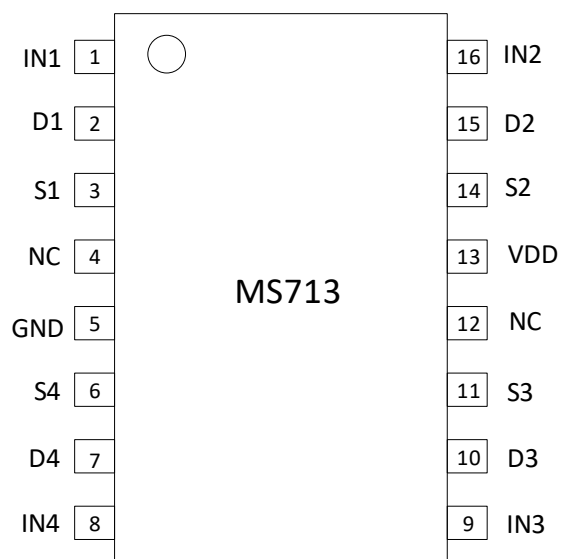 IN1 1 16 IN2
D1 2 15 D2
S1 3 14 S2
NC 4 13 VDD
MS713
GND 5 12 NC
S4 6 11 S3
D4 7 10 D3
IN4 8 9 IN3